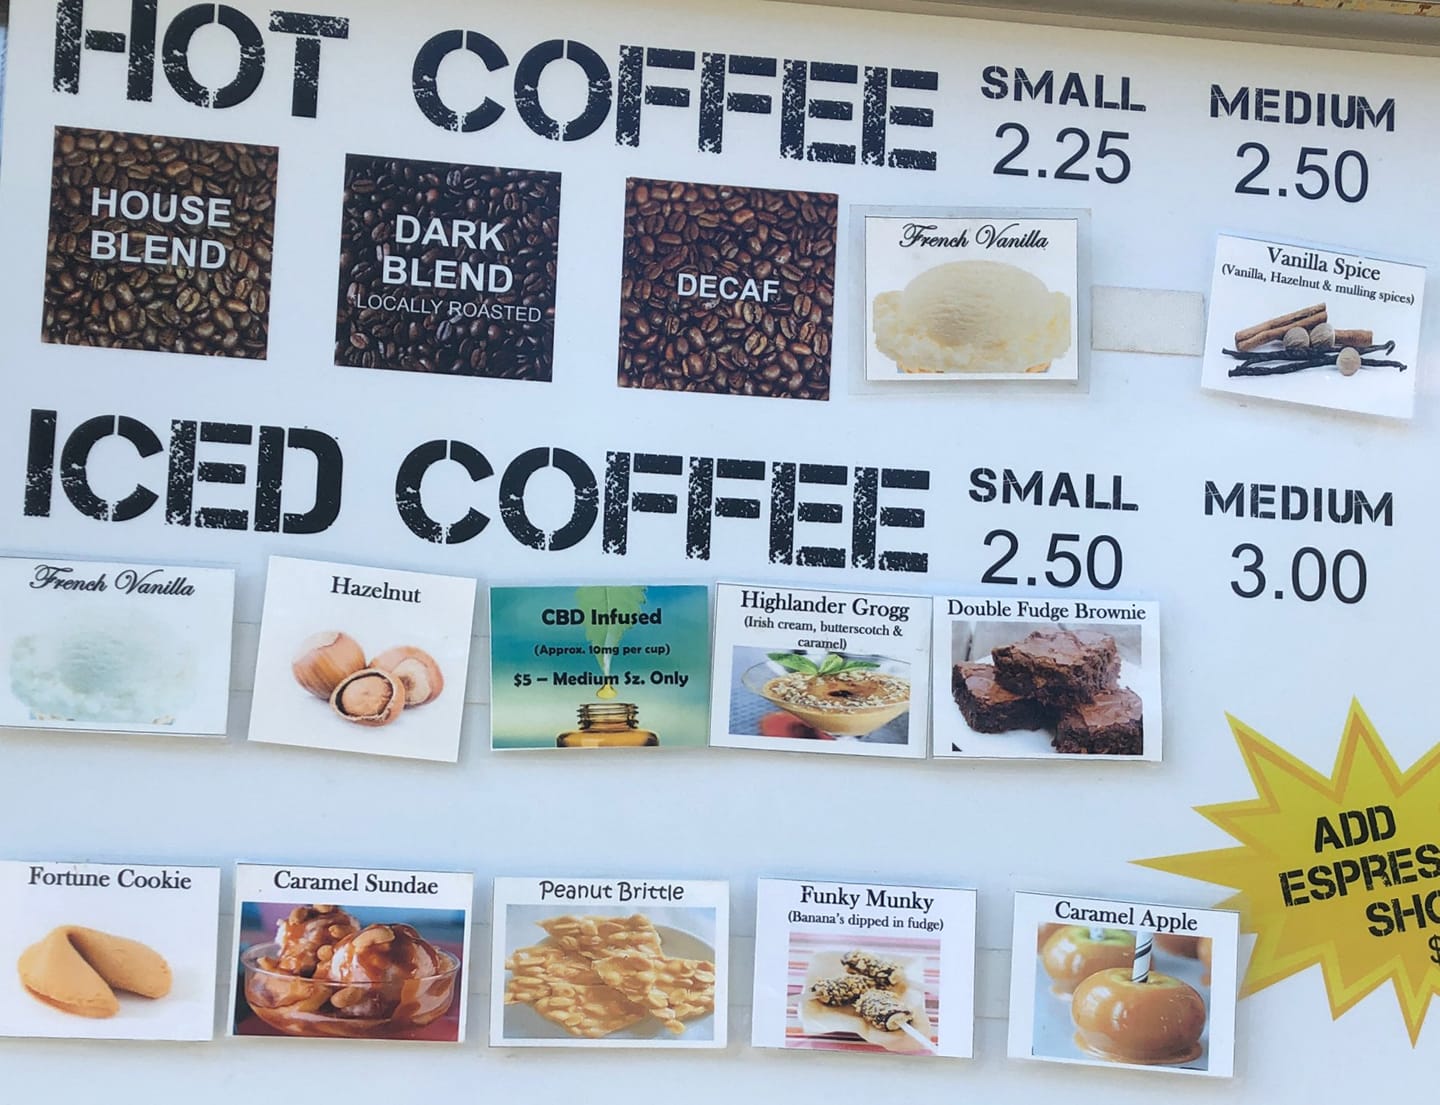 HOT COFFEE
SMALL
2.25
MEDIUM
2.50
HOUSE
BLEND
DARK
BLEND
LOCALLY ROASTED
DECAF
French Vanilla
Vanilla Spice
(Vanilla, Hazelnut & mulling spices)
ICED COFFEE
SMALL
2.50
MEDIUM
3.00
French Vanilla
Hazelnut
CBD Infused
(Approx. 10mg per cup)
$5 – Medium Sz. Only
Highlander Grogg
(Irish cream, butterscotch &
caramel)
Double Fudge Brownie
Fortune Cookie
Caramel Sundae
Peanut Brittle
Funky Munky
(Banana's dipped in fudge)
Caramel Apple
ADD